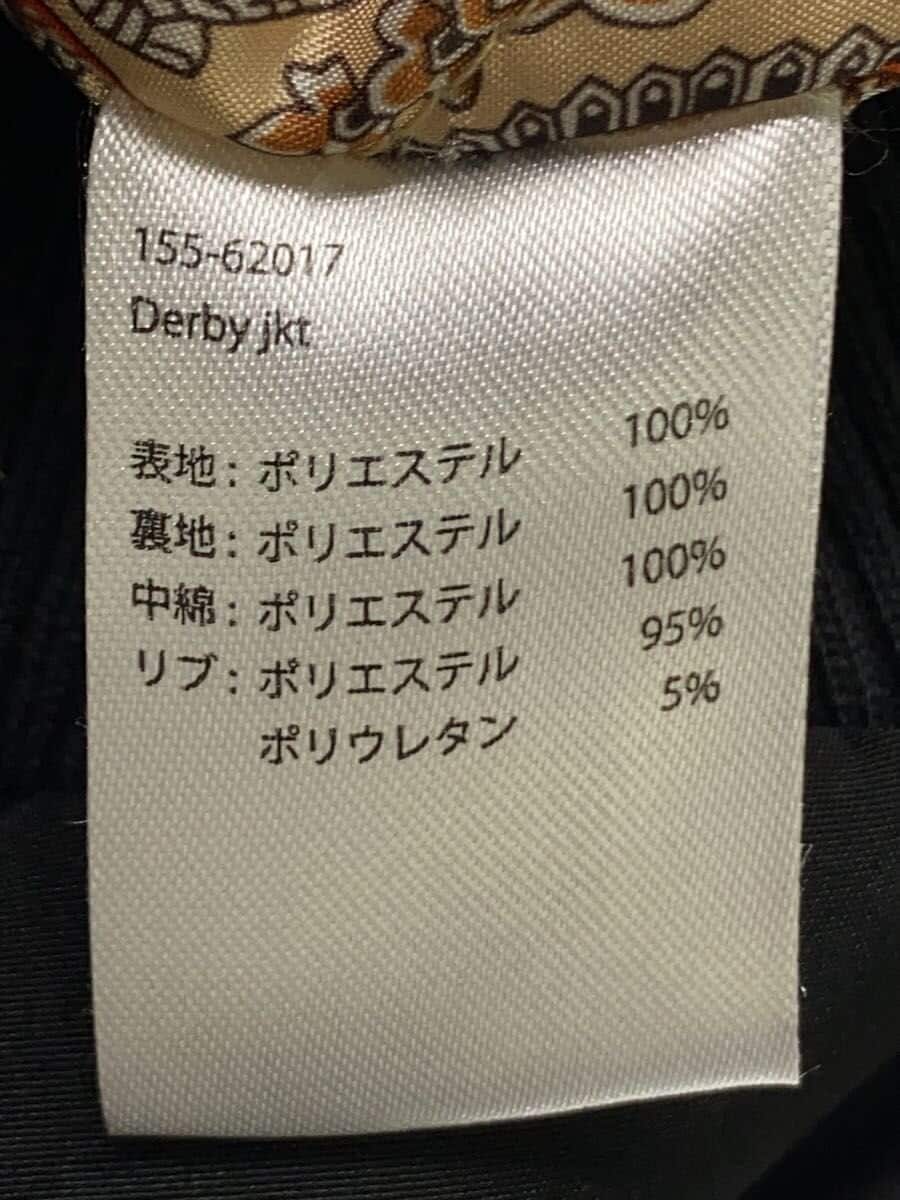 155-62017
Derby jkt
表地 : ポリエステル 100%
裏地 : ポリエステル 100%
中綿 : ポリエステル 100%
リブ : ポリエステル 95%
ポリウレタン 5%